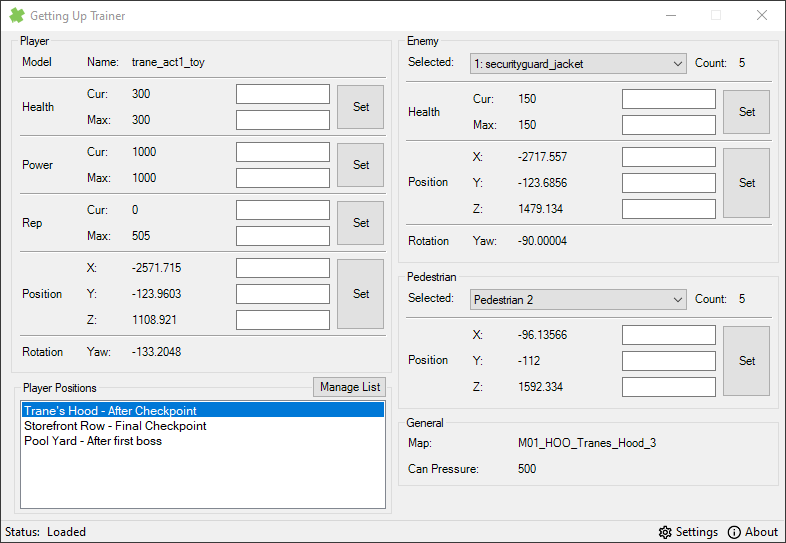 Getting Up Trainer
Player
Model Name: trane_act1_toy
Health Cur: 300 Set
Max: 300
Power Cur: 1000 Set
Max: 1000
Rep Cur: 0 Set
Max: 505
Position X: -2571.715 Set
Y: -123.9603
Z: 1108.921
Rotation Yaw: -133.2048
Player Positions Manage List
Trane's Hood - After Checkpoint
Storefront Row - Final Checkpoint
Pool Yard - After first boss
Enemy
Selected: 1: securityguard_jacket Count: 5
Health Cur: 150 Set
Max: 150
Position X: -2717.557 Set
Y: -123.6856
Z: 1479.134
Rotation Yaw: -90.00004
Pedestrian
Selected: Pedestrian 2 Count: 5
Position X: -96.13566 Set
Y: -112
Z: 1592.334
General
Map: M01_HOO_Tranes_Hood_3
Can Pressure: 500
Status: Loaded Settings About